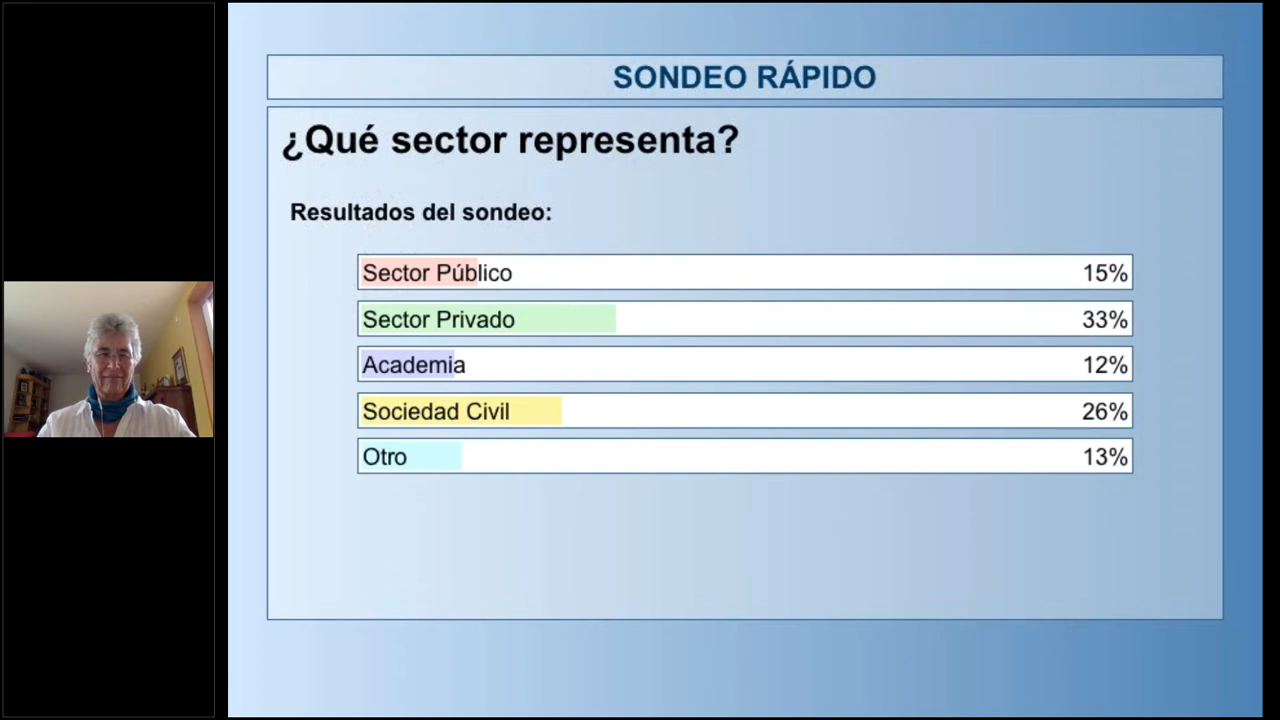 SONDEO RÁPIDO
¿Qué sector representa?
Resultados del sondeo:
Sector Público 15%
Sector Privado 33%
Academia 12%
Sociedad Civil 26%
Otro 13%